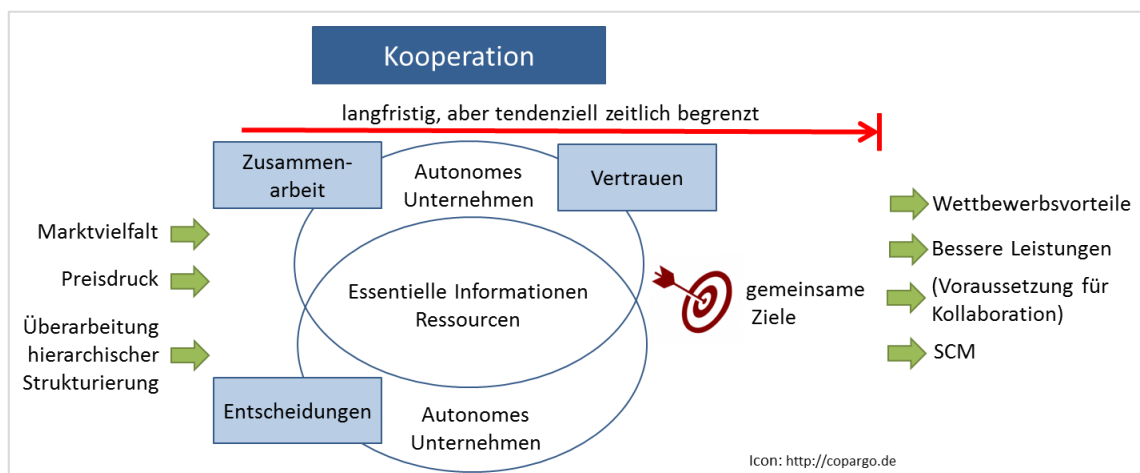 Kooperation
langfristig, aber tendenziell zeitlich begrenzt
Zusammen-
arbeit
Autonomes
Unternehmen
Vertrauen
Marktvielfalt
Preisdruck
Überarbeitung
hierarchischer
Strukturierung
Essentielle Informationen
Ressourcen
gemeinsame
Ziele
Wettbewerbsvorteile
Bessere Leistungen
(Voraussetzung für
Kollaboration)
SCM
Entscheidungen
Autonomes
Unternehmen
Icon: http://copargo.de